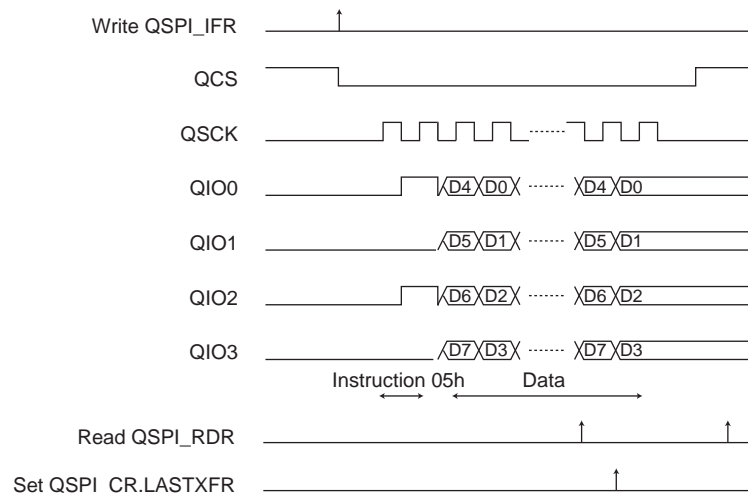 Write QSPI_IFR
QCS
QSCK
QIO0 D4 D0 D4 D0
QIO1 D5 D1 D5 D1
QIO2 D6 D2 D6 D2
QIO3 D7 D3 D7 D3
Instruction 05h Data
Read QSPI_RDR
Set QSPI_CR.LASTXFR